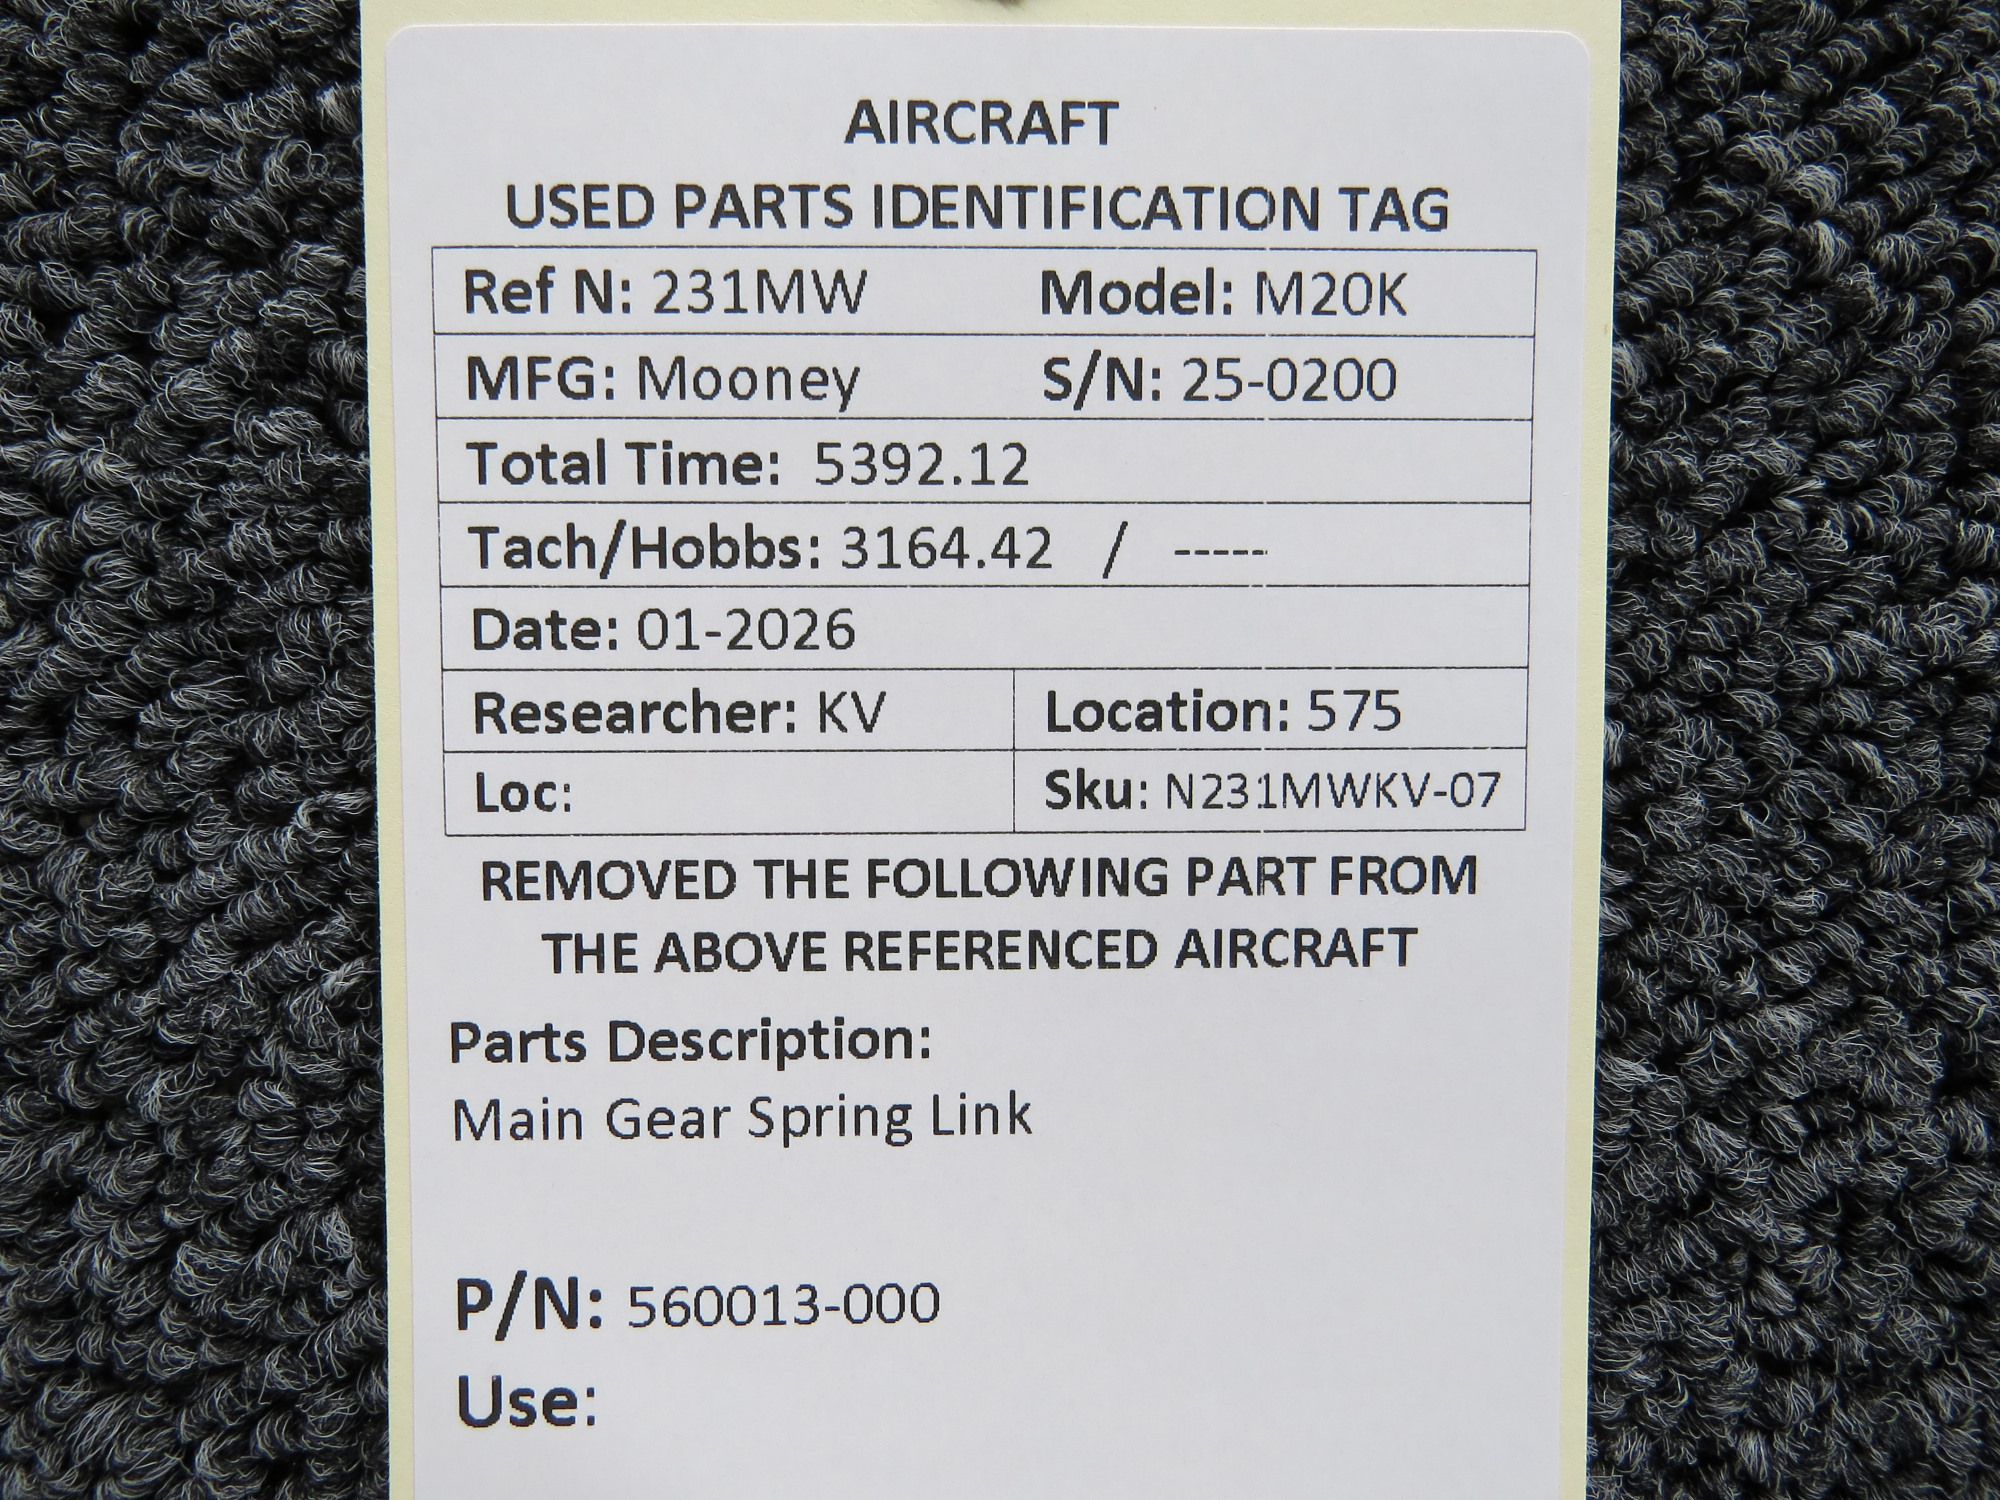 AIRCRAFT
USED PARTS IDENTIFICATION TAG
Ref N: 231MW Model: M20K
MFG: Mooney S/N: 25-0200
Total Time: 5392.12
Tach/Hobbs: 3164.42 / -----
Date: 01-2026
Researcher: KV Location: 575
Loc: Sku: N231MWKV-07
REMOVED THE FOLLOWING PART FROM
THE ABOVE REFERENCED AIRCRAFT
Parts Description:
Main Gear Spring Link
P/N: 560013-000
Use: